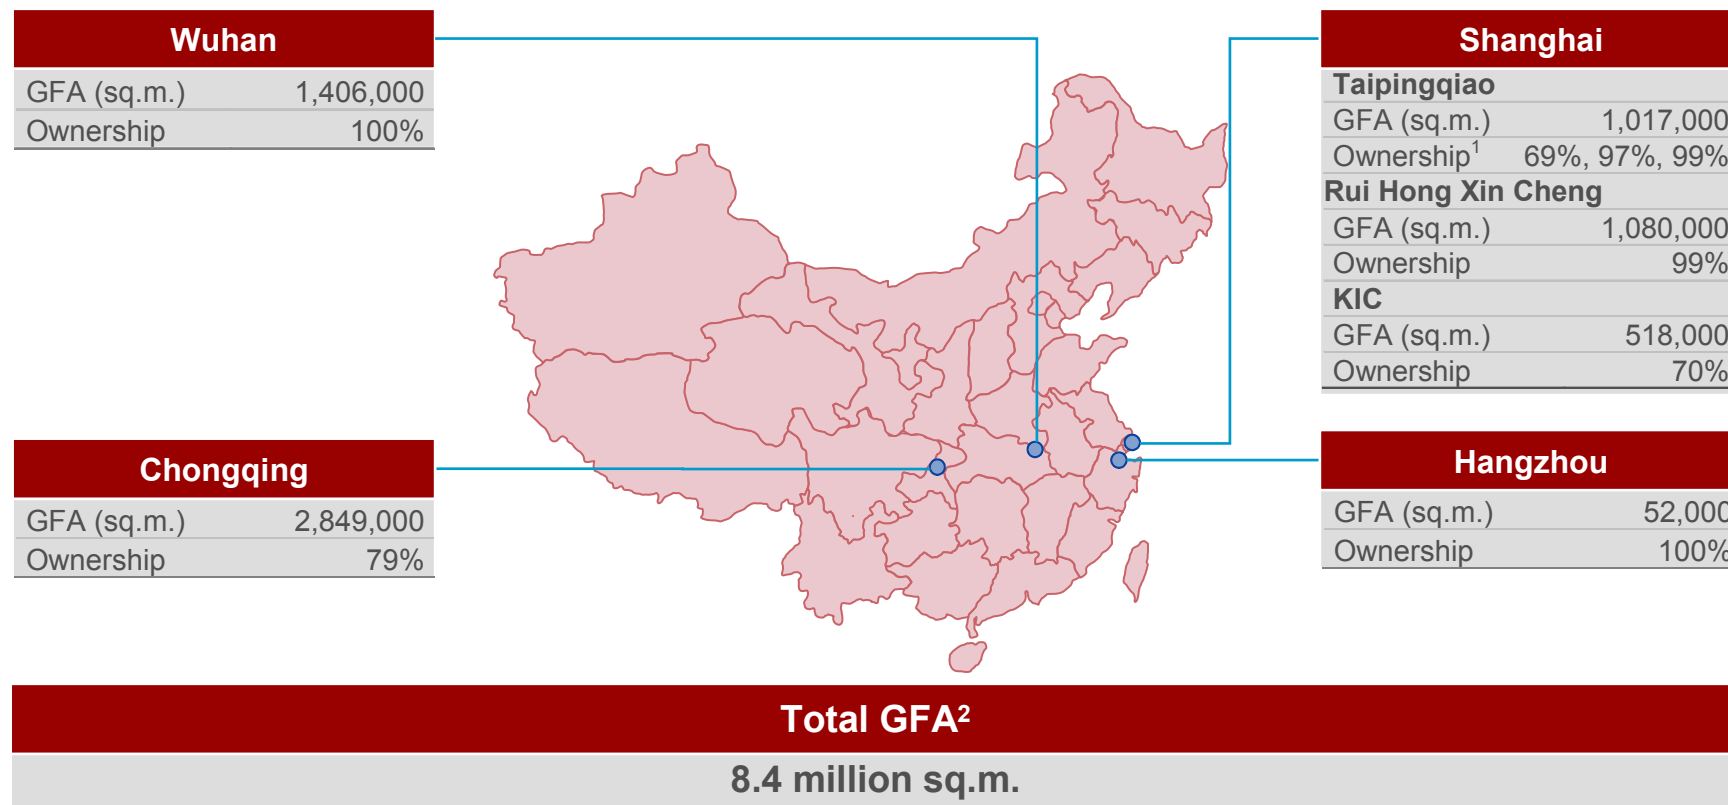 Wuhan
GFA (sq.m.) 1,406,000
Ownership 100%
Chongqing
GFA (sq.m.) 2,849,000
Ownership 79%
Shanghai
Taipingqiao
GFA (sq.m.) 1,017,000
Ownership¹ 69%, 97%, 99%
Rui Hong Xin Cheng
GFA (sq.m.) 1,080,000
Ownership 99%
KIC
GFA (sq.m.) 518,000
Ownership 70%
Hangzhou
GFA (sq.m.) 52,000
Ownership 100%
Total GFA²
8.4 million sq.m.